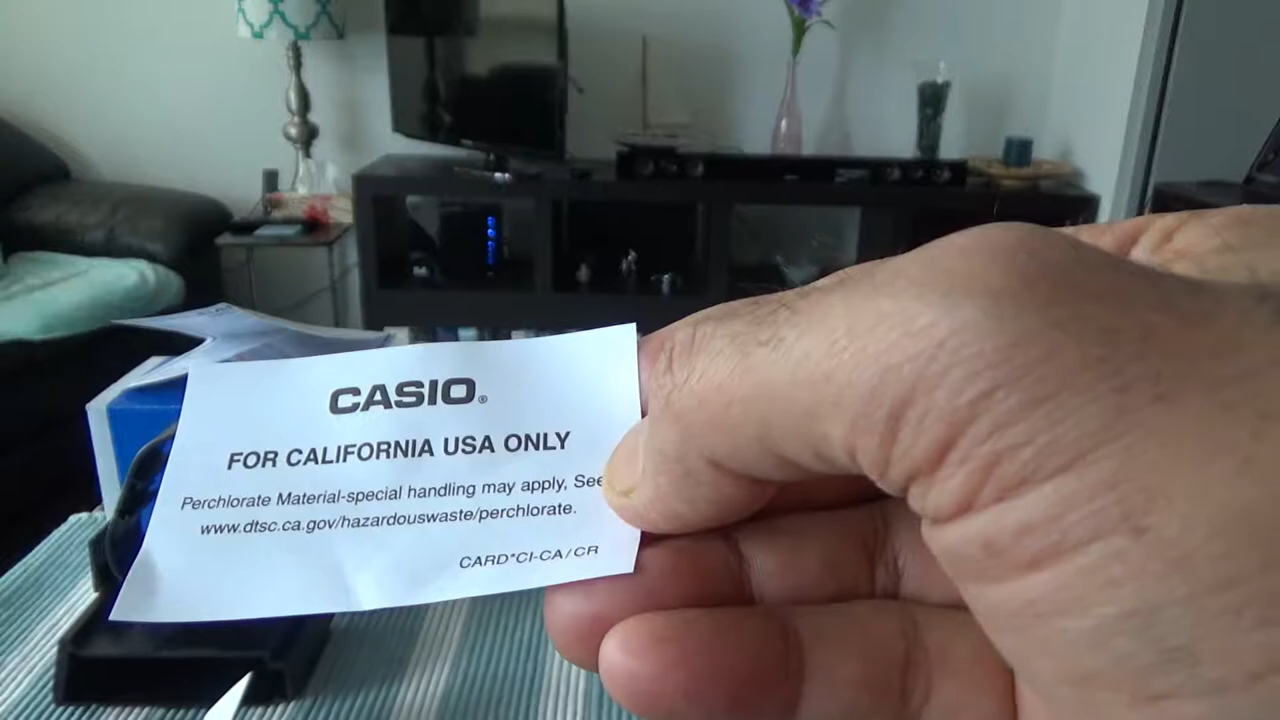 CASIO®
FOR CALIFORNIA USA ONLY
Perchlorate Material-special handling may apply, See
www.dtsc.ca.gov/hazardouswaste/perchlorate.
CARD*CI-CA/CR